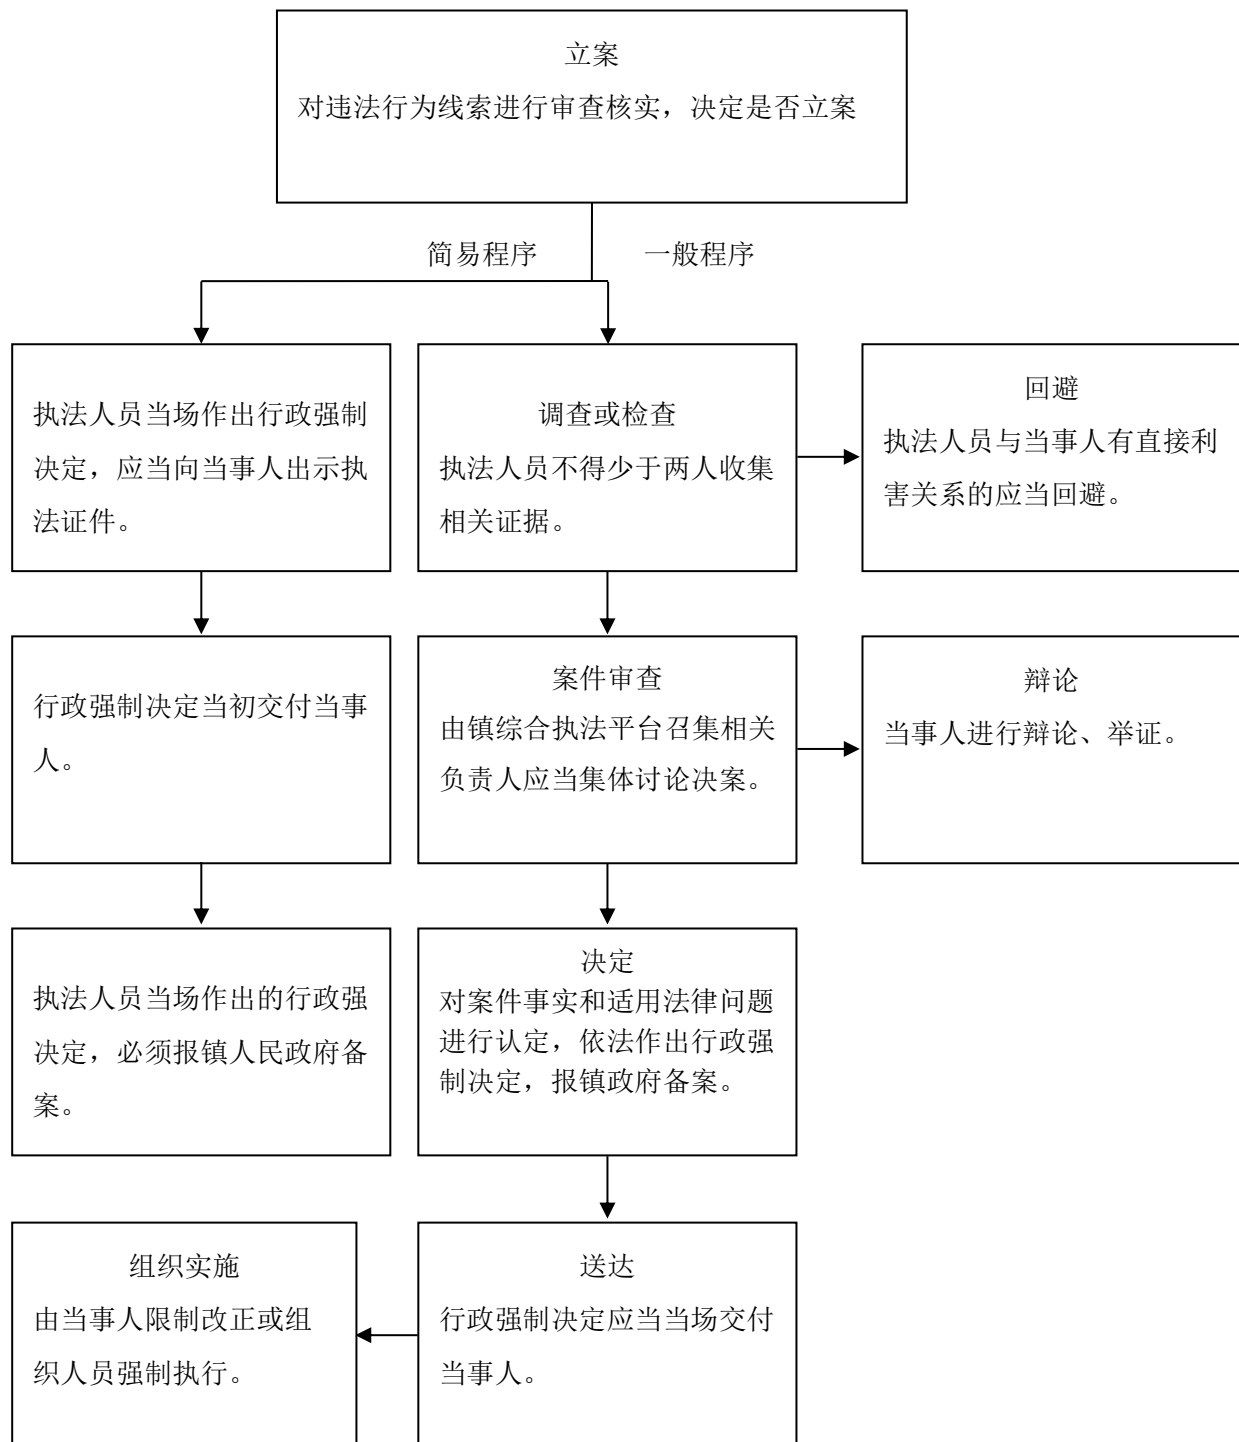 立案
对违法行为线索进行审查核实，决定是否立案
简易程序
一般程序
执法人员当场作出行政强制
决定，应当向当事人出示执
法证件。
调查或检查
执法人员不得少于两人收集
相关证据。
回避
执法人员与当事人有直接利
害关系的应当回避。
行政强制决定当初交付当事
人。
案件审查
由镇综合执法平台召集相关
负责人应当集体讨论决案。
辩论
当事人进行辩论、举证。
执法人员当场作出的行政强
决定，必须报镇人民政府备
案。
决定
对案件事实和适用法律问题
进行认定，依法作出行政强
制决定，报镇政府备案。
组织实施
由当事人限制改正或组
织人员强制执行。
送达
行政强制决定应当当场交付
当事人。